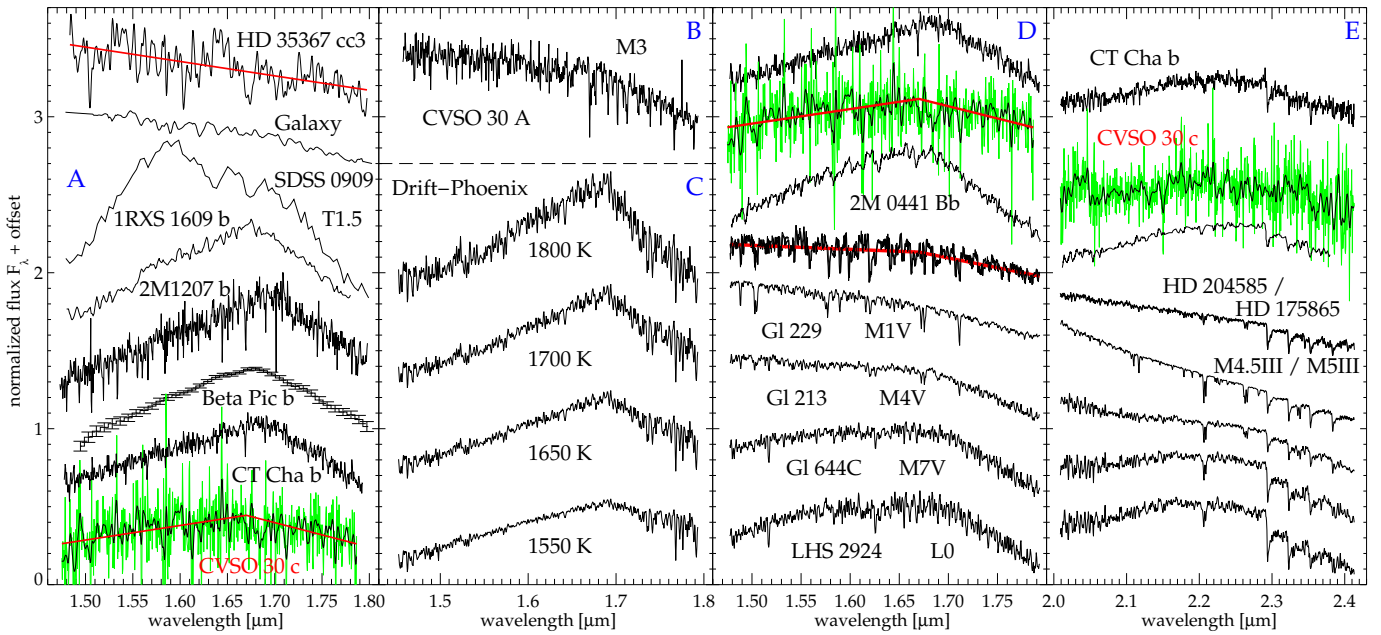 normalized flux Fλ + offset
3
2
1
0
A
HD 35367 cc3
Galaxy
SDSS 0909
T1.5
1RXS 1609 b
2M1207 b
Beta Pic b
CT Cha b
CVSO 30 c
1.50 1.55 1.60 1.65 1.70 1.75 1.80
wavelength [μm]
B
M3
CVSO 30 A
C
Drift−Phoenix
1800 K
1700 K
1650 K
1550 K
1.5 1.6 1.7 1.8
wavelength [μm]
D
2M 0441 Bb
Gl 229 M1V
Gl 213 M4V
Gl 644C M7V
LHS 2924 L0
1.50 1.55 1.60 1.65 1.70 1.75
wavelength [μm]
E
CT Cha b
CVSO 30 c
HD 204585 /
HD 175865
M4.5III / M5III
2.0 2.1 2.2 2.3 2.4
wavelength [μm]